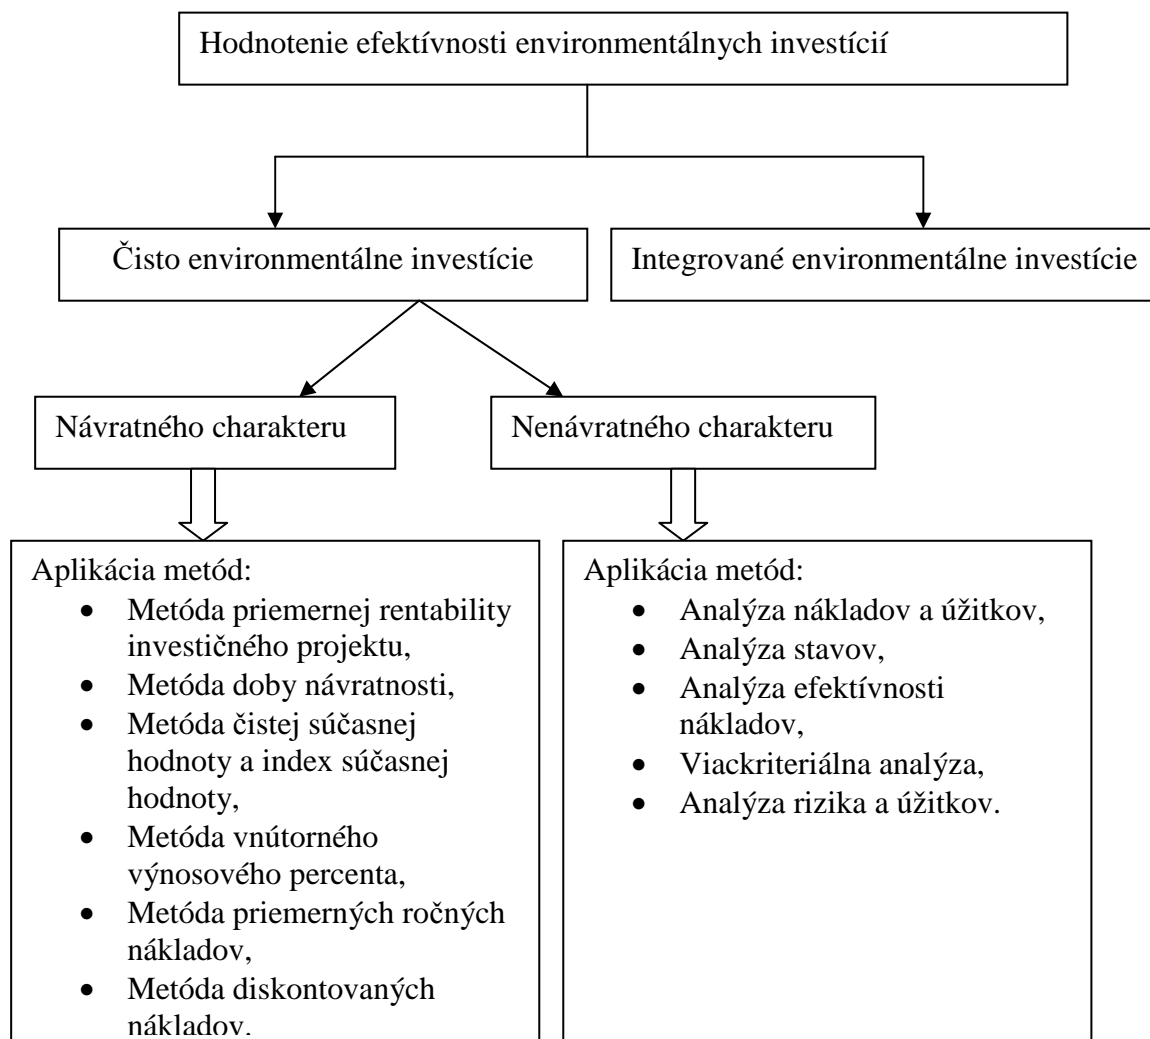 Hodnotenie efektívnosti environmentálnych investícií
Čisto environmentálne investície
Integrované environmentálne investície
Návratného charakteru
Nenávratného charakteru
Aplikácia metód:
• Metóda priemernej rentability
investičného projektu,
• Metóda doby návratnosti,
• Metóda čistej súčasnej
hodnoty a index súčasnej
hodnoty,
• Metóda vnútorného
výnosového percenta,
• Metóda priemerných ročných
nákladov,
• Metóda diskontovaných
nákladov.
Aplikácia metód:
• Analýza nákladov a úžitkov,
• Analýza stavov,
• Analýza efektívnosti
nákladov,
• Viackriteriálna analýza,
• Analýza rizika a úžitkov.